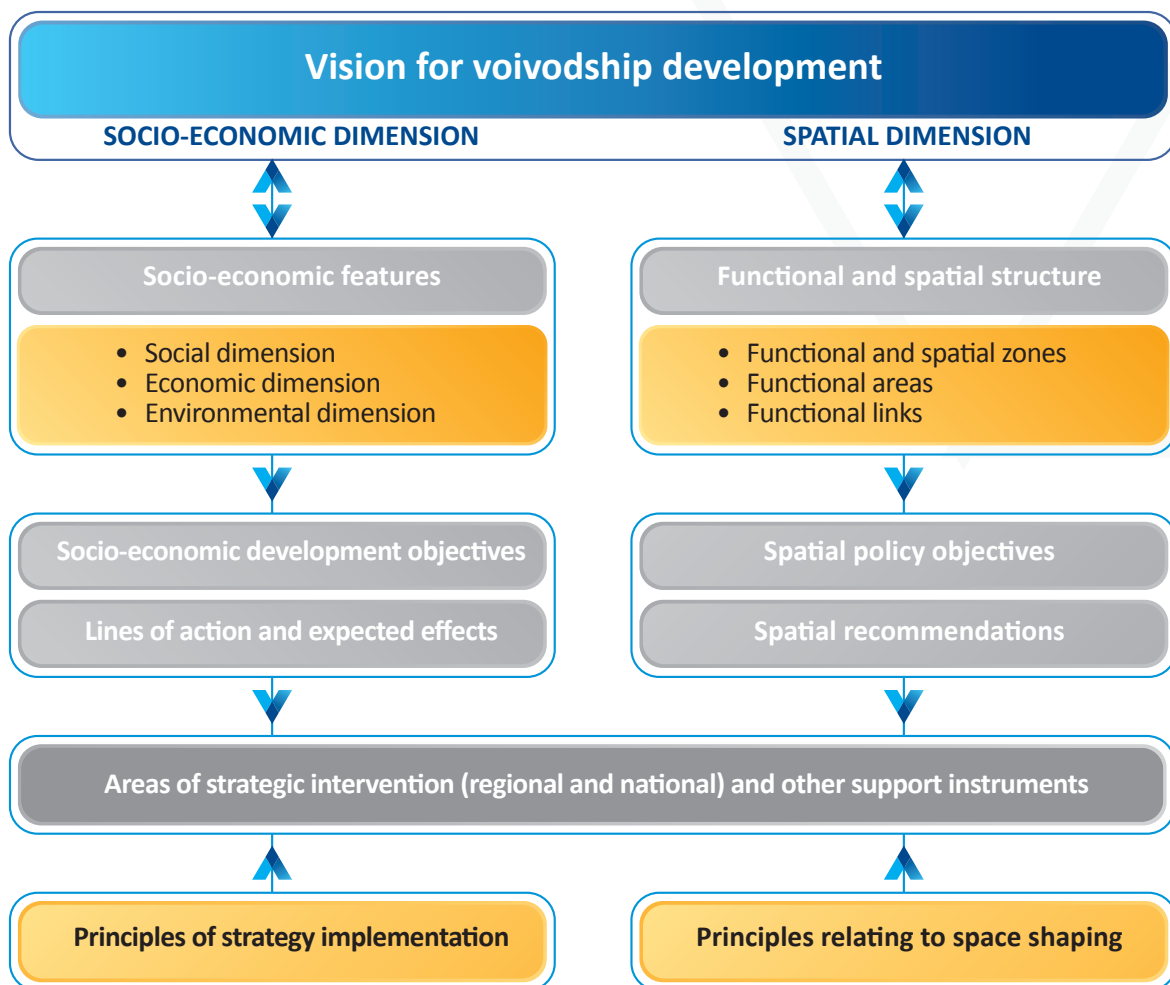 Vision for voivodship development
SOCIO-ECONOMIC DIMENSION
SPATIAL DIMENSION
Socio-economic features
• Social dimension
• Economic dimension
• Environmental dimension
Functional and spatial structure
• Functional and spatial zones
• Functional areas
• Functional links
Socio-economic development objectives
Lines of action and expected effects
Spatial policy objectives
Spatial recommendations
Areas of strategic intervention (regional and national) and other support instruments
Principles of strategy implementation
Principles relating to space shaping